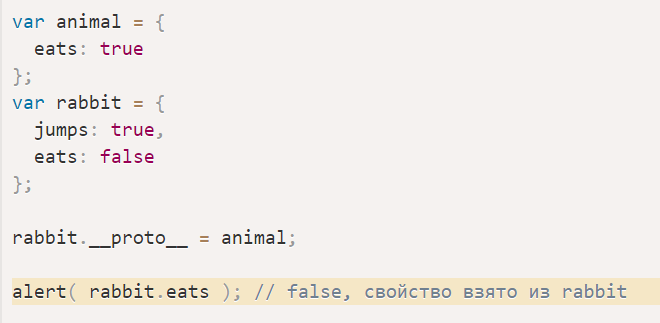 var animal = {
  eats: true
};
var rabbit = {
  jumps: true,
  eats: false
};
rabbit.__proto__ = animal;
alert( rabbit.eats ); // false, свойство взято из rabbit